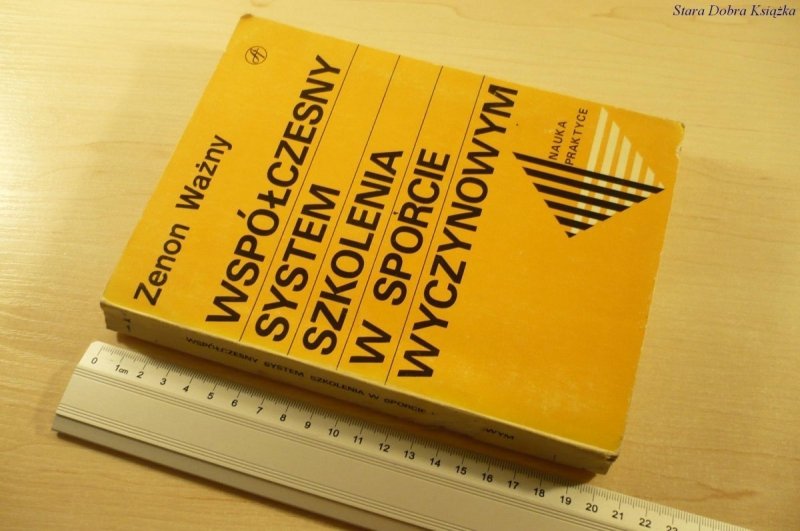 Stara Dobra Książka
Zenon Ważny
WSPÓŁCZESNY
SYSTEM
SZKOLENIA
W SPORCIE
WYCZYNOWYM
NAUKA
PRAKTYCE
WSPÓŁCZESNY SYSTEM SZKOLENIA W SPORCIE
0 1cm 2 3 4 5 6 7 8 9 10 11 12 13 14 15 16 17 18 19 20 21 22 23